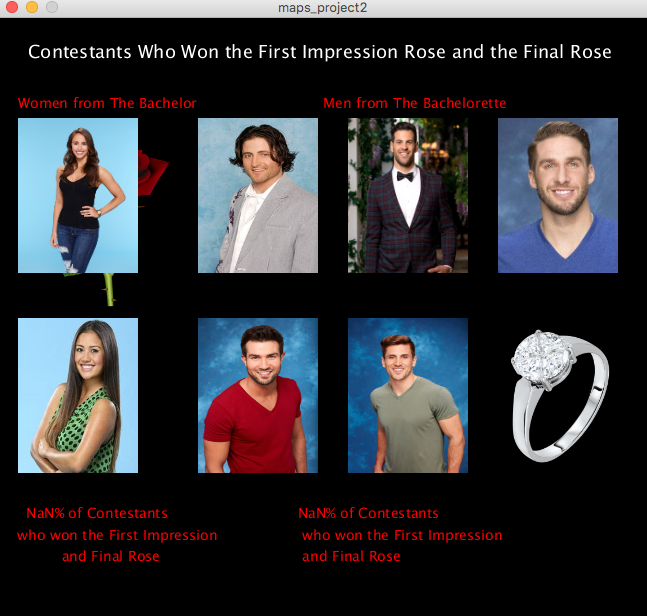 maps_project2
Contestants Who Won the First Impression Rose and the Final Rose
Women from The Bachelor
Men from The Bachelorette
NaN% of Contestants
who won the First Impression
and Final Rose
NaN% of Contestants
who won the First Impression
and Final Rose